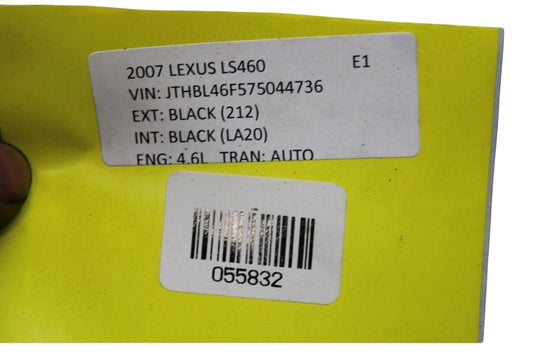 2007 LEXUS LS460 E1
VIN: JTHBL46F575044736
EXT: BLACK (212)
INT: BLACK (LA20)
ENG: 4.6L TRAN: AUTO
055832